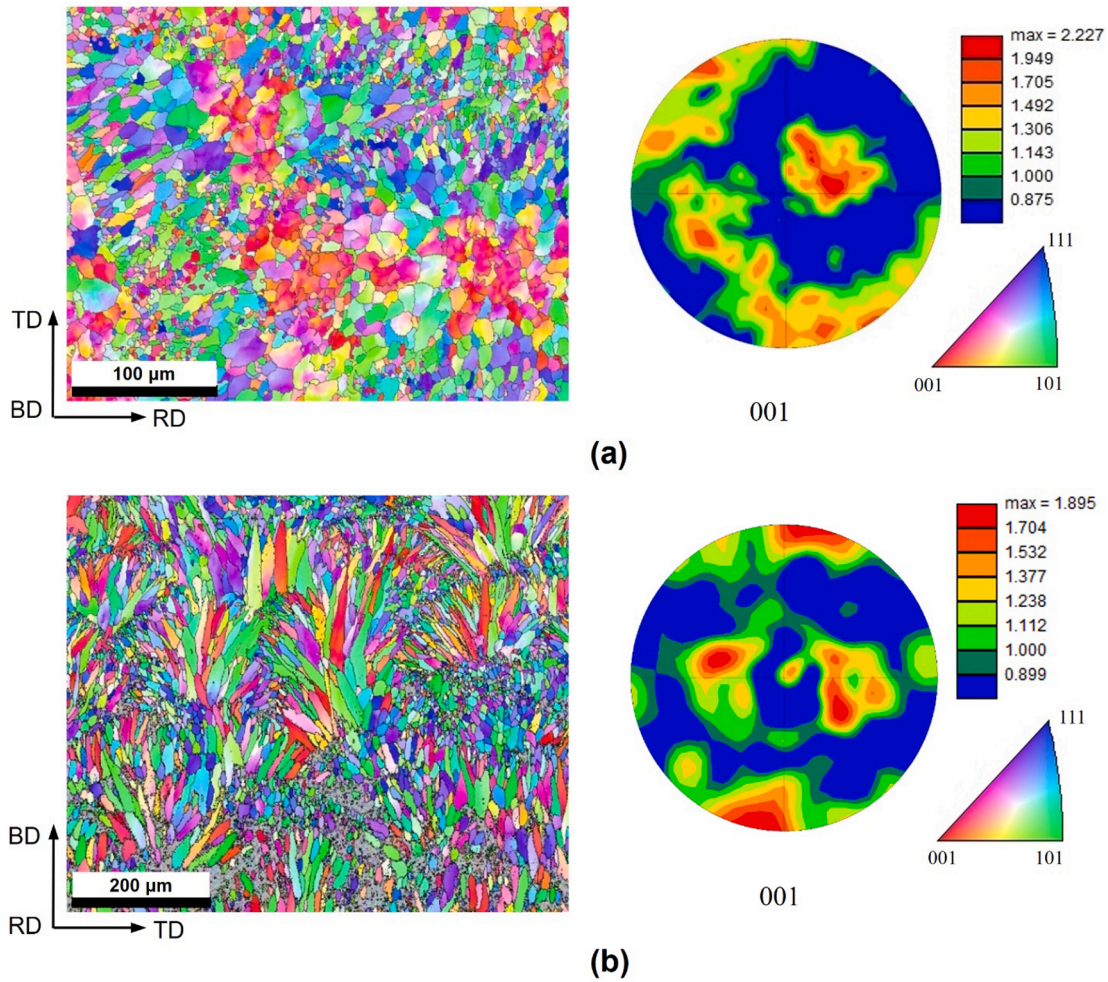 max = 2.227
1.949
1.705
1.492
1.306
1.143
1.000
0.875
111
001
101
TD
100 µm
BD
RD
001
(a)
max = 1.895
1.704
1.532
1.377
1.238
1.112
1.000
0.899
111
001
101
BD
200 µm
RD
TD
001
(b)